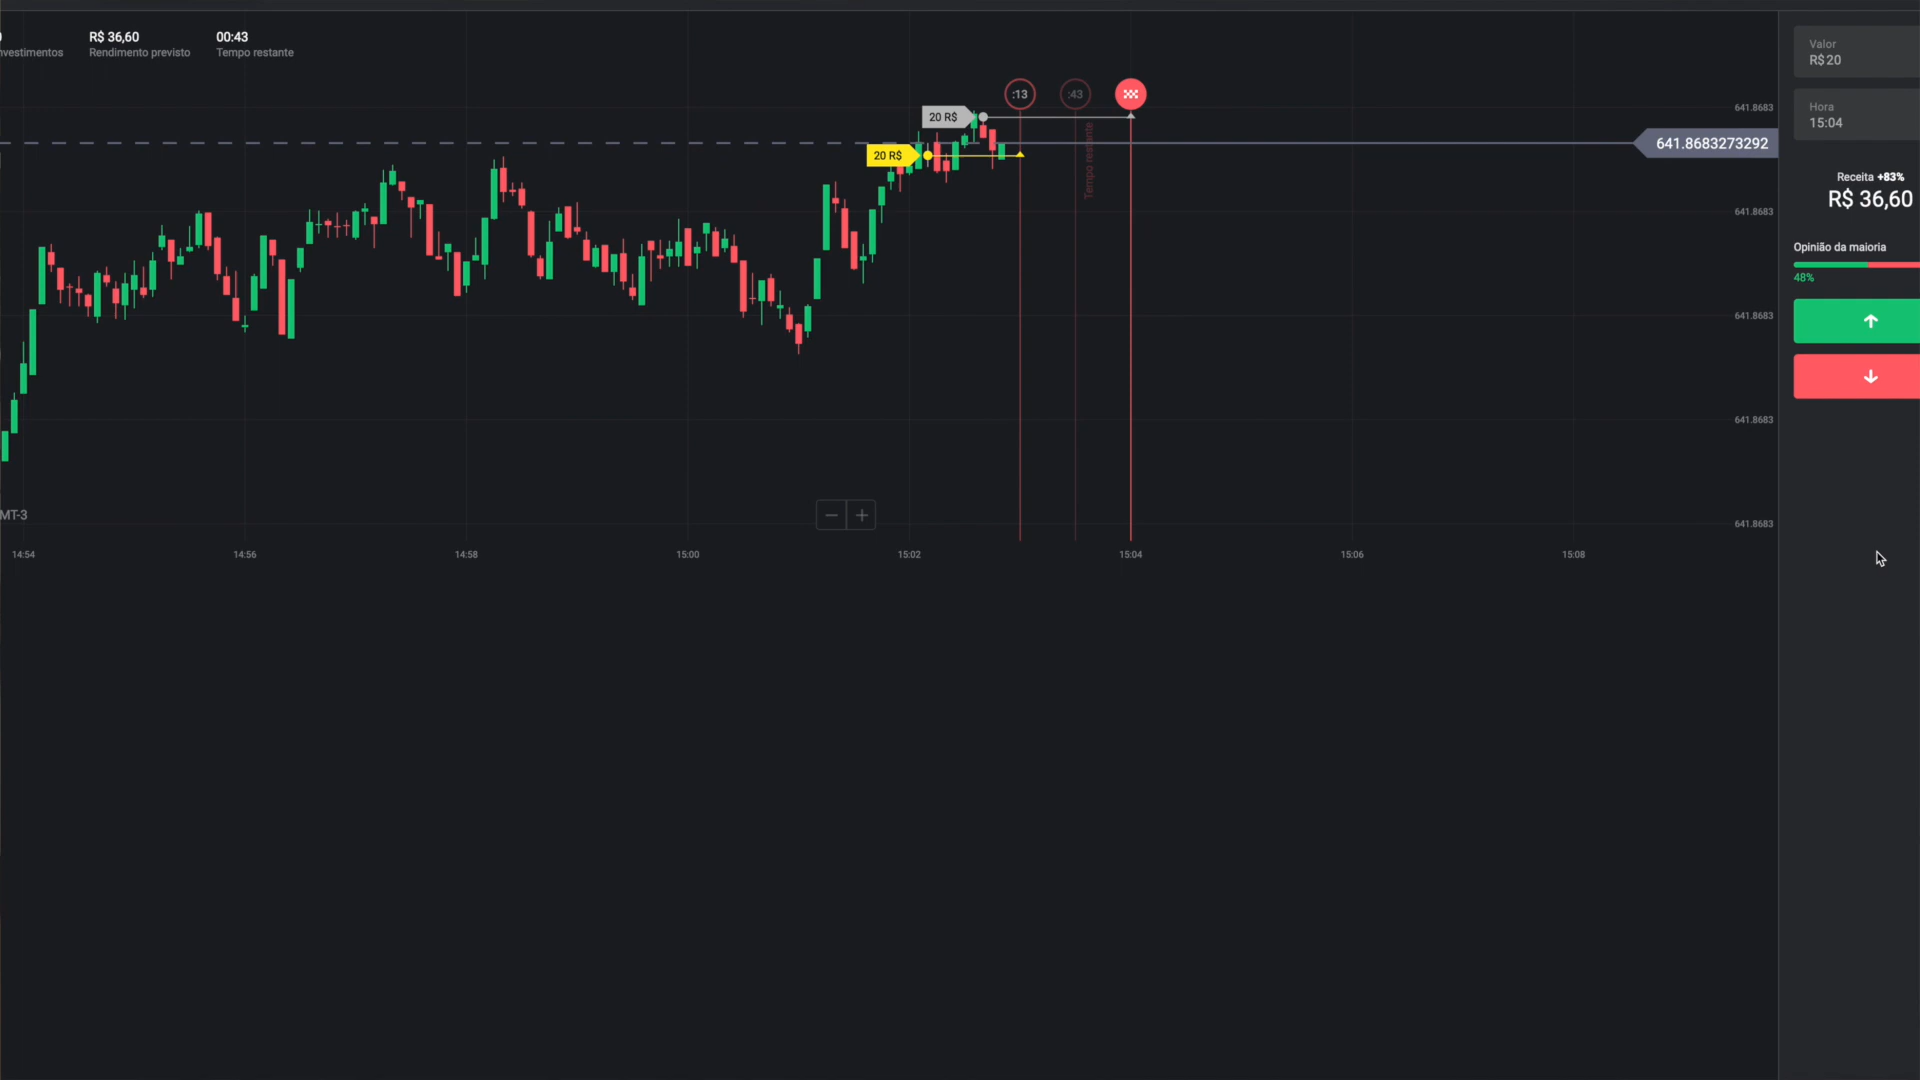 R$ 36,60
00:43
nvestimentos
Rendimento previsto
Tempo restante
Valor
R$20
Hora
15:04
:13
:43
20 R$
20 R$
Tempo restante
641.8683
641.8683273292
641.8683
641.8683
641.8683
641.8683
Receita +83%
R$ 36,60
Opinião da maioria
48%
MT-3
14:54
14:56
14:58
15:00
15:02
15:04
15:06
15:08